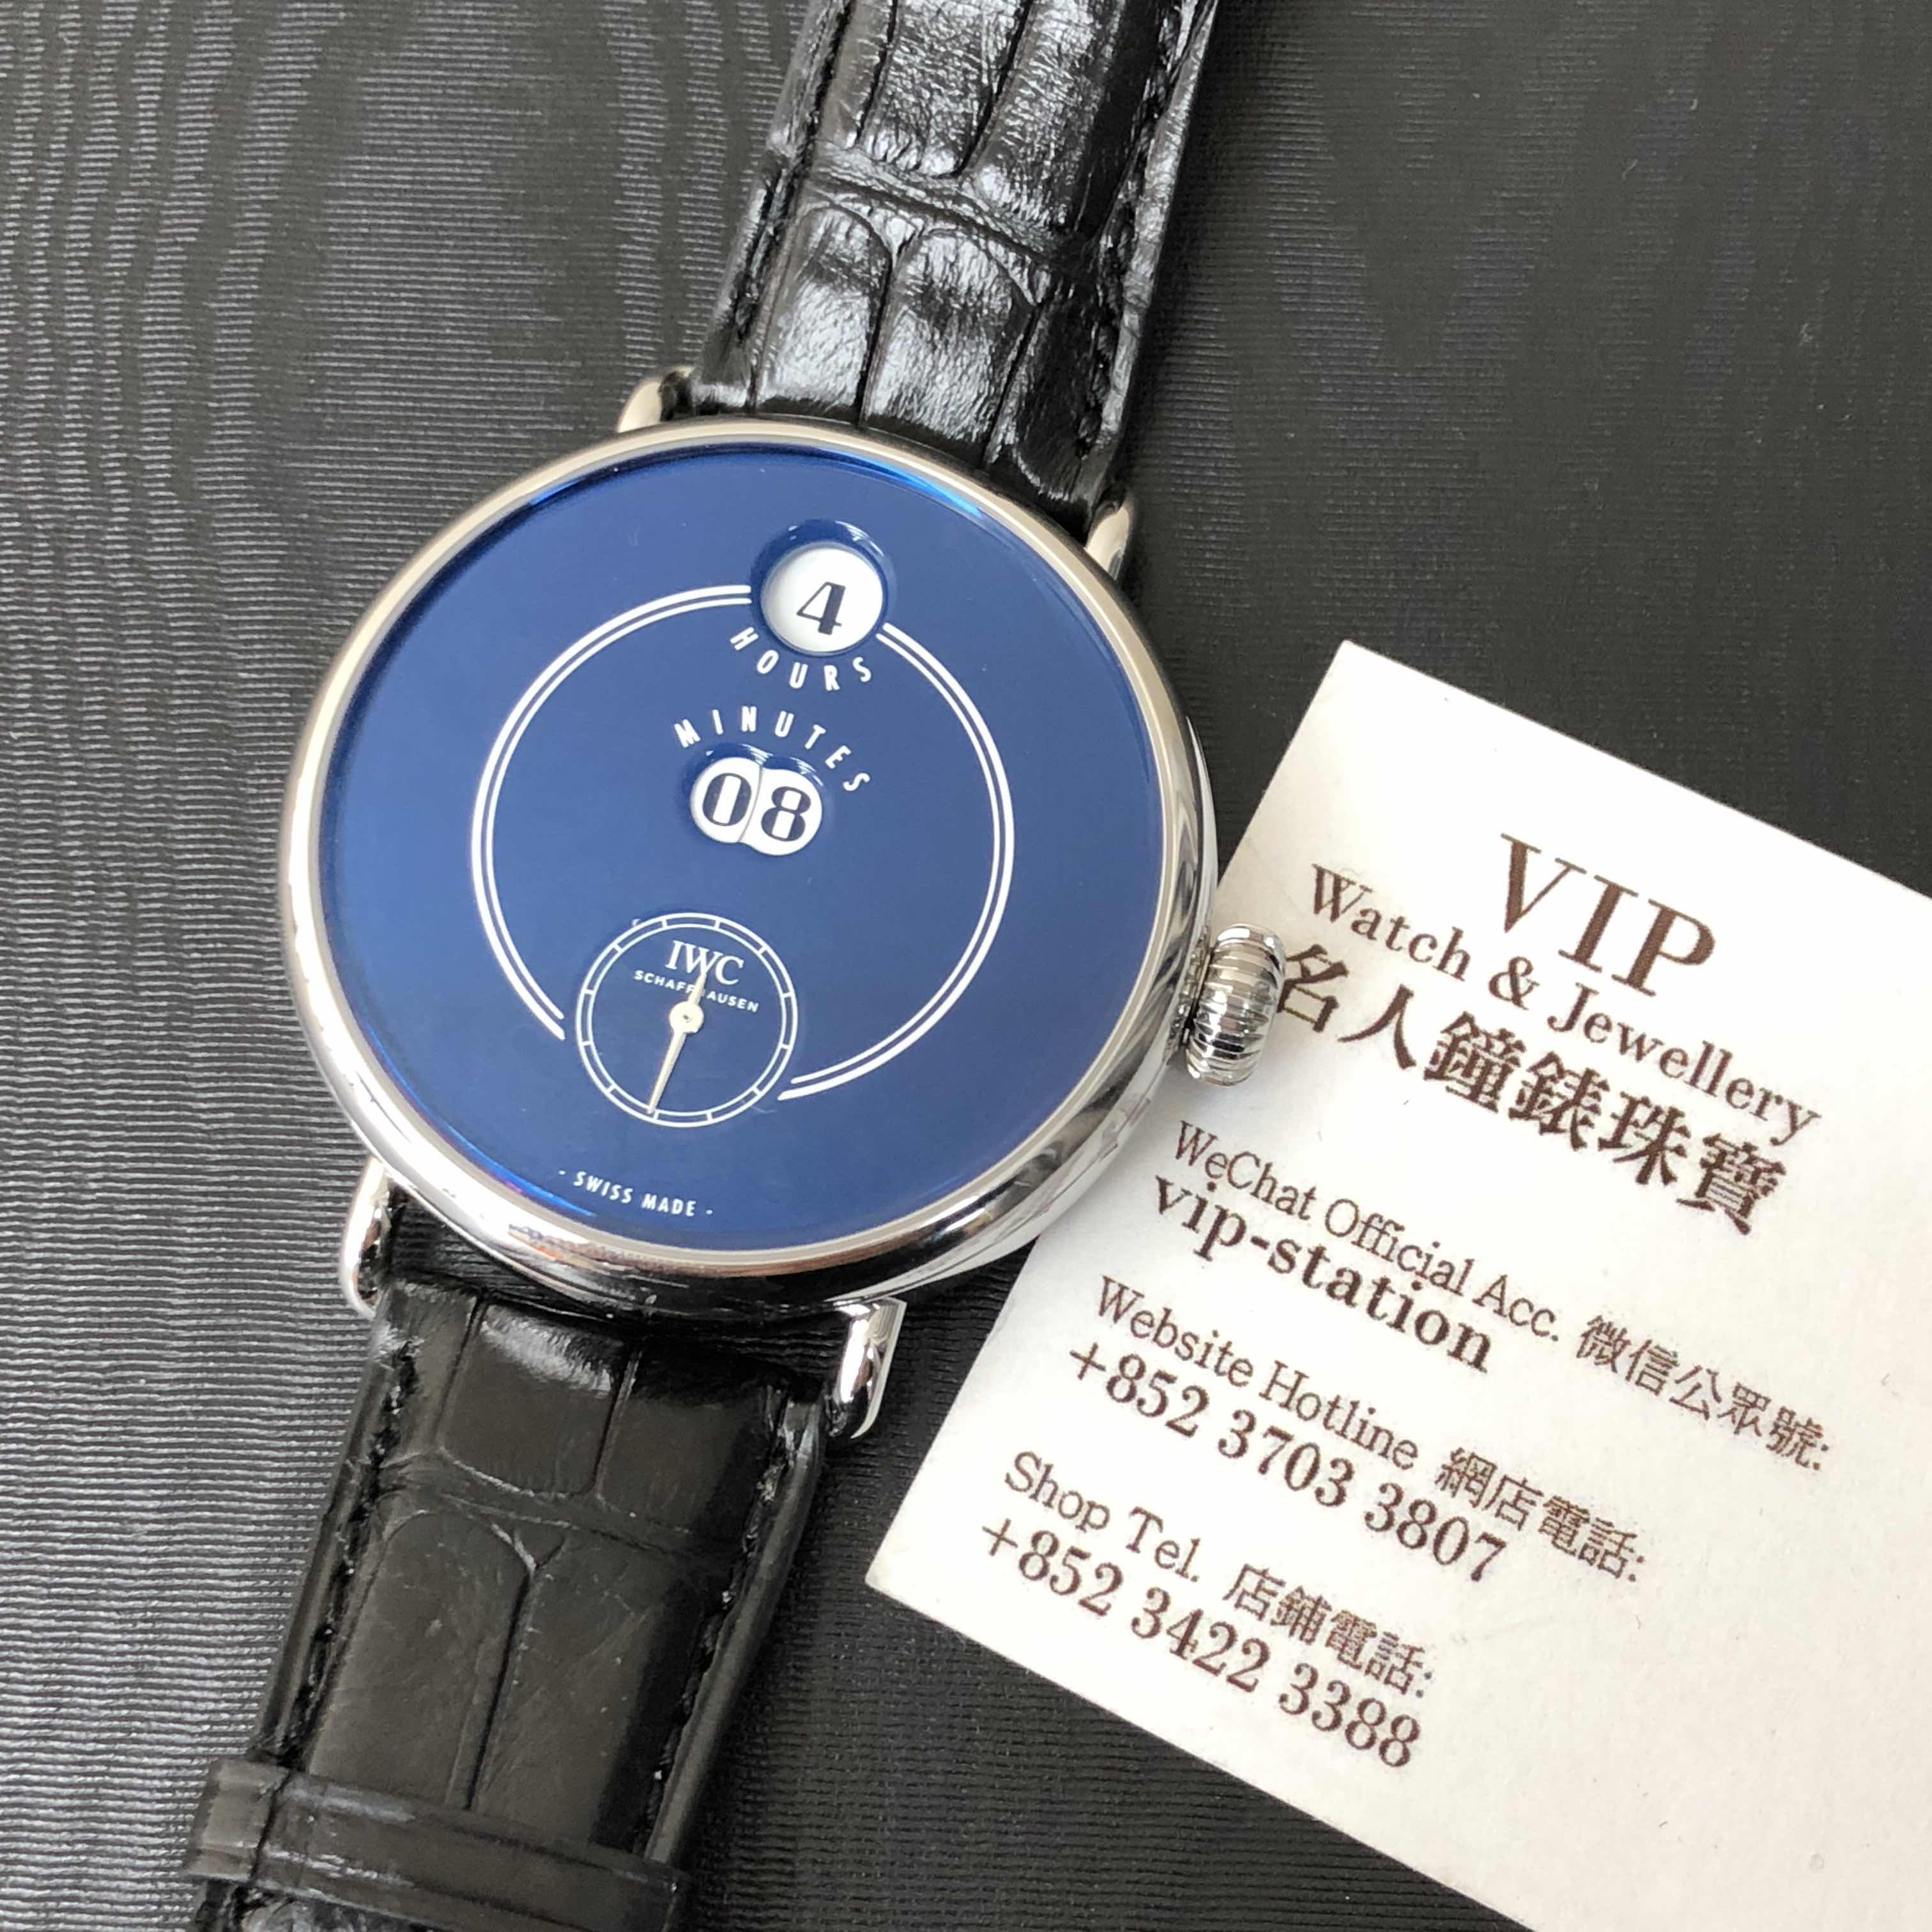 4
HOURS
MINUTES
08
IWC
SCHAFFHAUSEN
- SWISS MADE -
VIP
Watch & Jewellery
名人鐘錶珠寶
WeChat Official Acc. 微信公眾號:
vip-station
Website Hotline 網店電話:
+852 3703 3807
Shop Tel. 店鋪電話:
+852 3422 3388